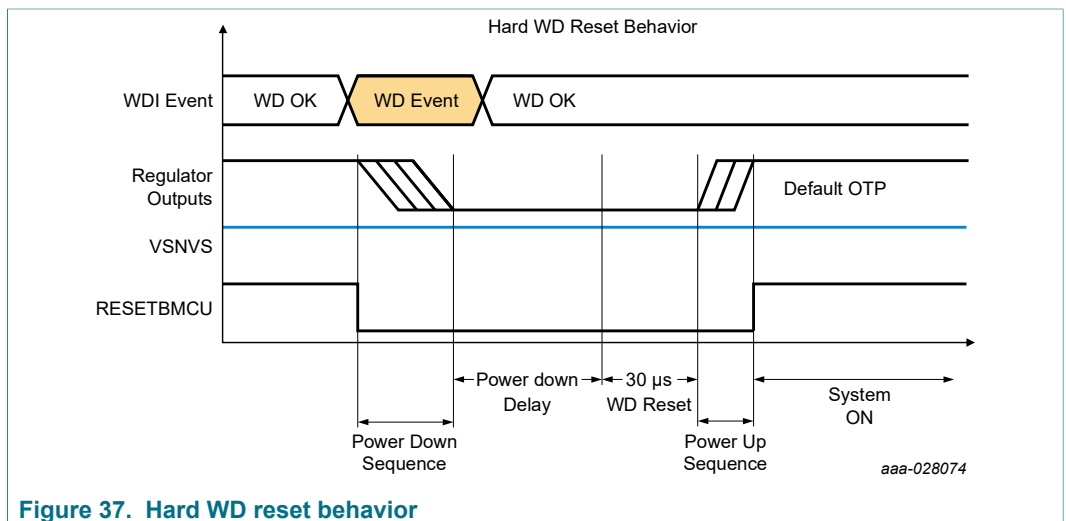 Hard WD Reset Behavior
WDI Event
WD OK
WD Event
WD OK
Regulator
Outputs
Default OTP
VSNVS
RESETBMCU
Power down
Delay
30 µs
WD Reset
System
ON
Power Down
Sequence
Power Up
Sequence
aaa-028074
Figure 37. Hard WD reset behavior